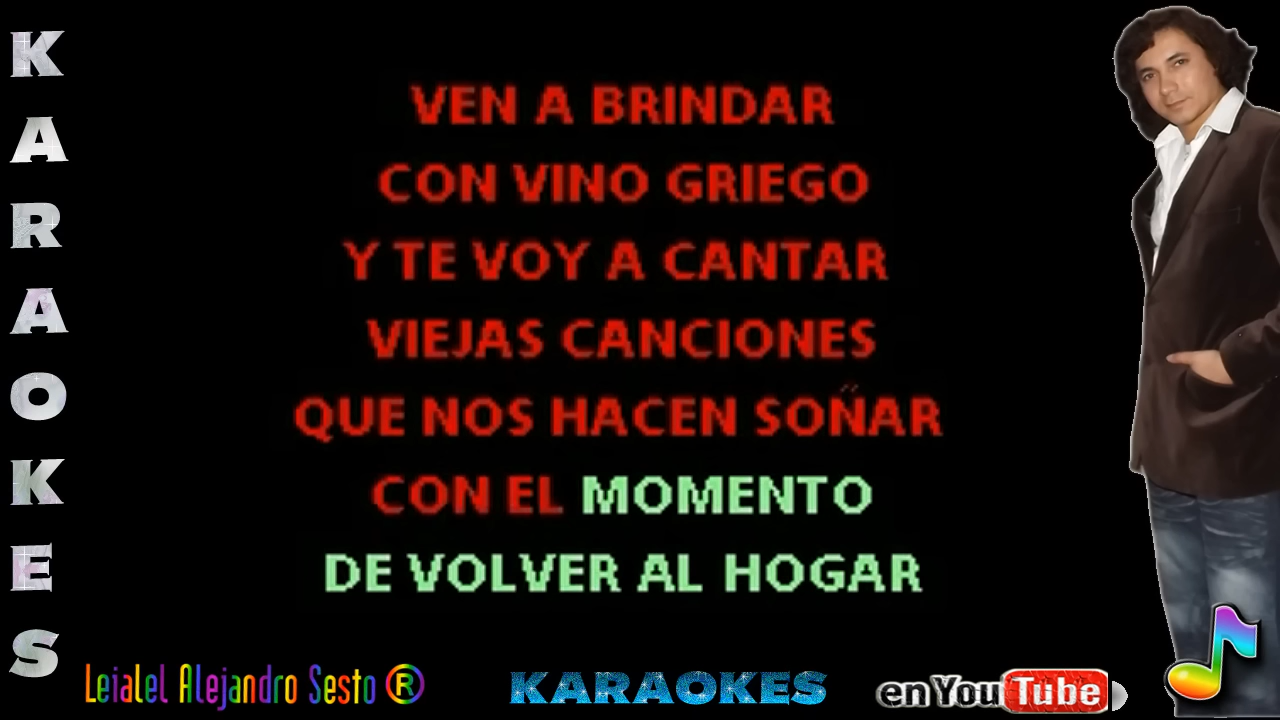 KARAOKES
VEN A BRINDAR
CON VINO GRIEGO
Y TE VOY A CANTAR
VIEJAS CANCIONES
QUE NOS HACEN SOÑAR
CON EL MOMENTO
DE VOLVER AL HOGAR
Leialel Alejandro Sesto ®
KARAOKES
en YouTube